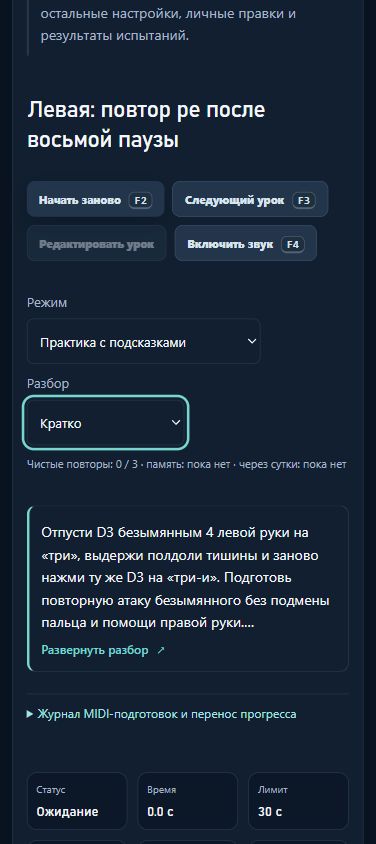 остальные настройки, личные правки и
результаты испытаний.
Левая: повтор ре после
восьмой паузы
Начать заново F2 Следующий урок F3
Редактировать урок Включить звук F4
Режим
Практика с подсказками
Разбор
Кратко
Чистые повторы: 0 / 3 · память: пока нет · через сутки: пока нет
Отпусти D3 безымянным 4 левой руки на
«три», выдержи полдоли тишины и заново
нажми ту же D3 на «три-и». Подготовь
повторную атаку безымянного без подмены
пальца и помощи правой руки....
Развернуть разбор ↗
▶ Журнал MIDI-подготовок и перенос прогресса
Статус Время Лимит
Ожидание 0.0 с 30 с